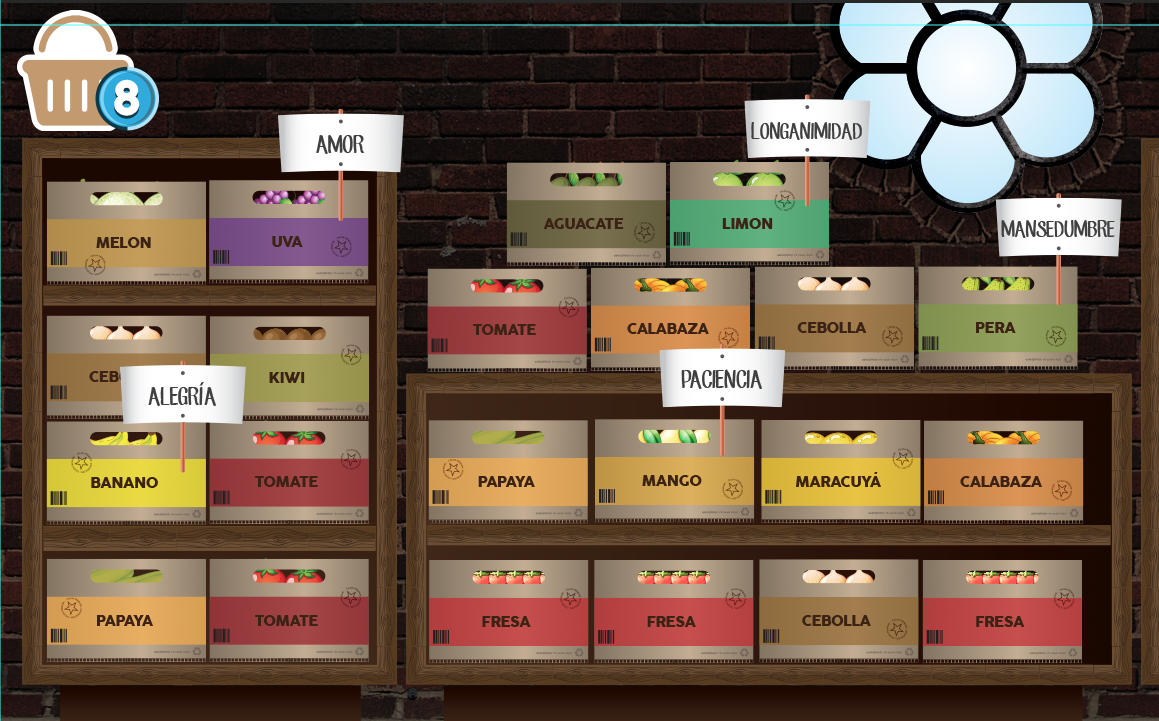 8
AMOR
LONGANIMIDAD
MANSEDUMBRE
MELON
UVA
AGUACATE
LIMON
TOMATE
CALABAZA
CEBOLLA
PERA
CEBO
KIWI
ALEGRÍA
PACIENCIA
BANANO
TOMATE
PAPAYA
MANGO
MARACUYÁ
CALABAZA
PAPAYA
TOMATE
FRESA
FRESA
CEBOLLA
FRESA